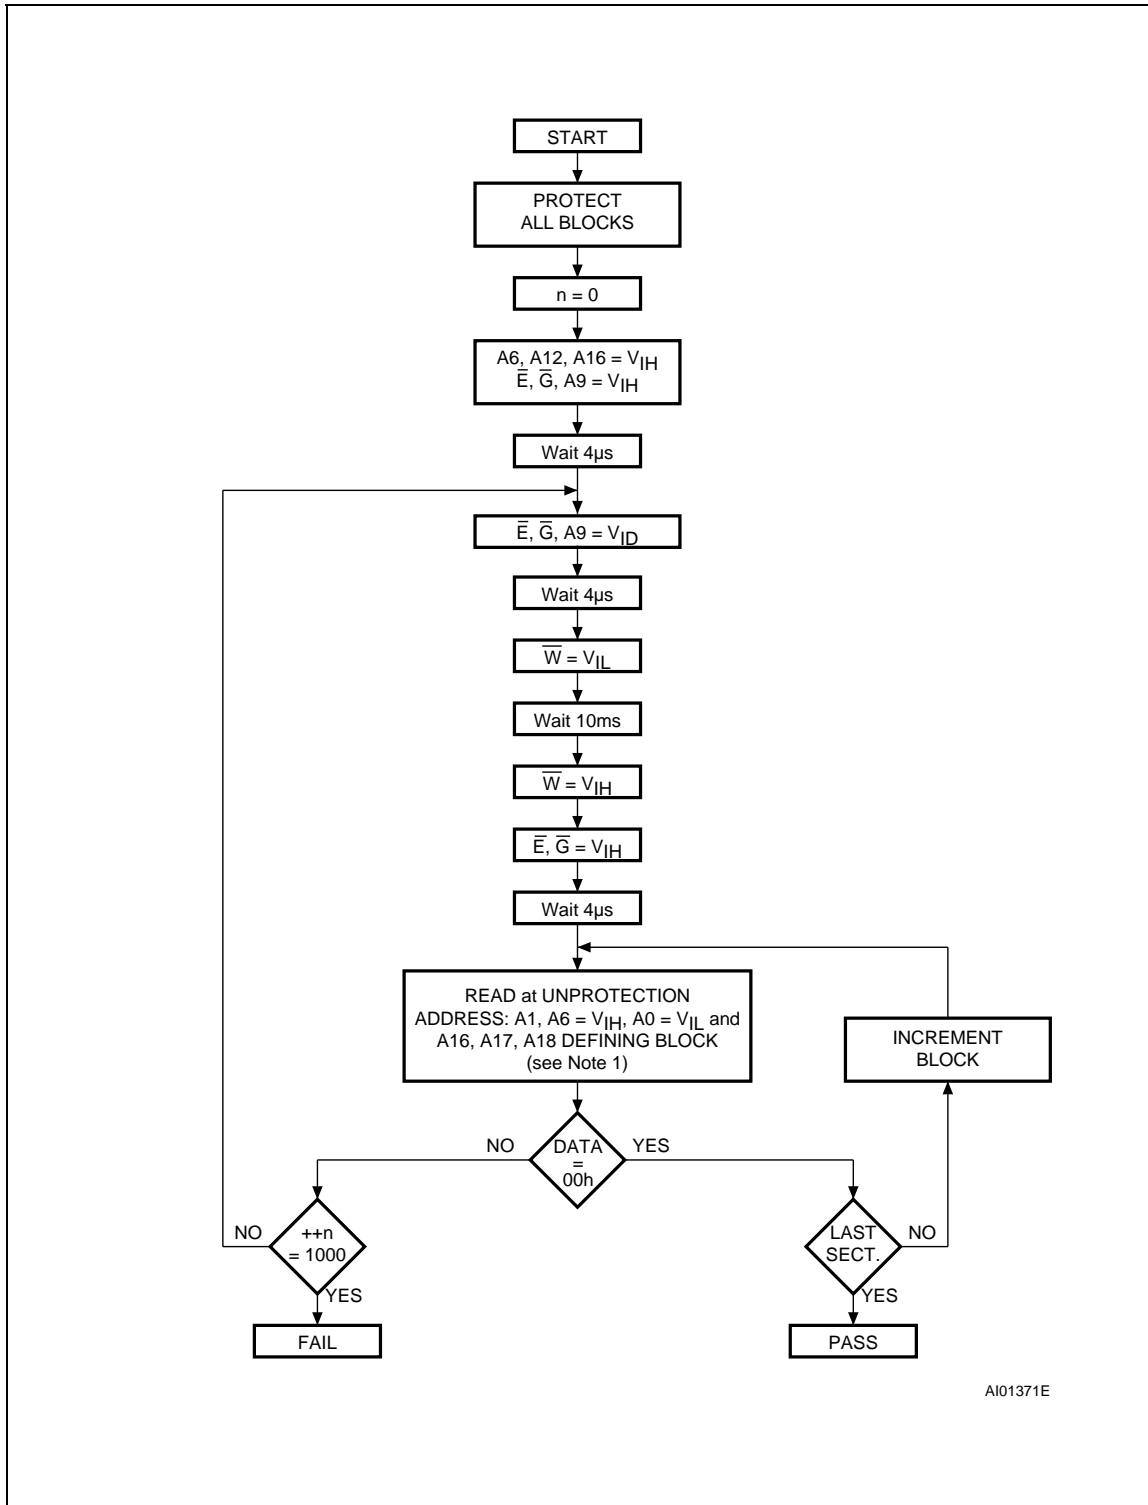 START
PROTECT
ALL BLOCKS
n = 0
A6, A12, A16 = VIH
E̅, G̅, A9 = VIH
Wait 4µs
E̅, G̅, A9 = VID
Wait 4µs
W̅ = VIL
Wait 10ms
W̅ = VIH
E̅, G̅ = VIH
Wait 4µs
READ at UNPROTECTION
ADDRESS: A1, A6 = VIH, A0 = VIL and
A16, A17, A18 DEFINING BLOCK
(see Note 1)
INCREMENT
BLOCK
NO
DATA
=
00h
YES
NO
++n
= 1000
YES
LAST
SECT.
NO
YES
FAIL
PASS
AI01371E